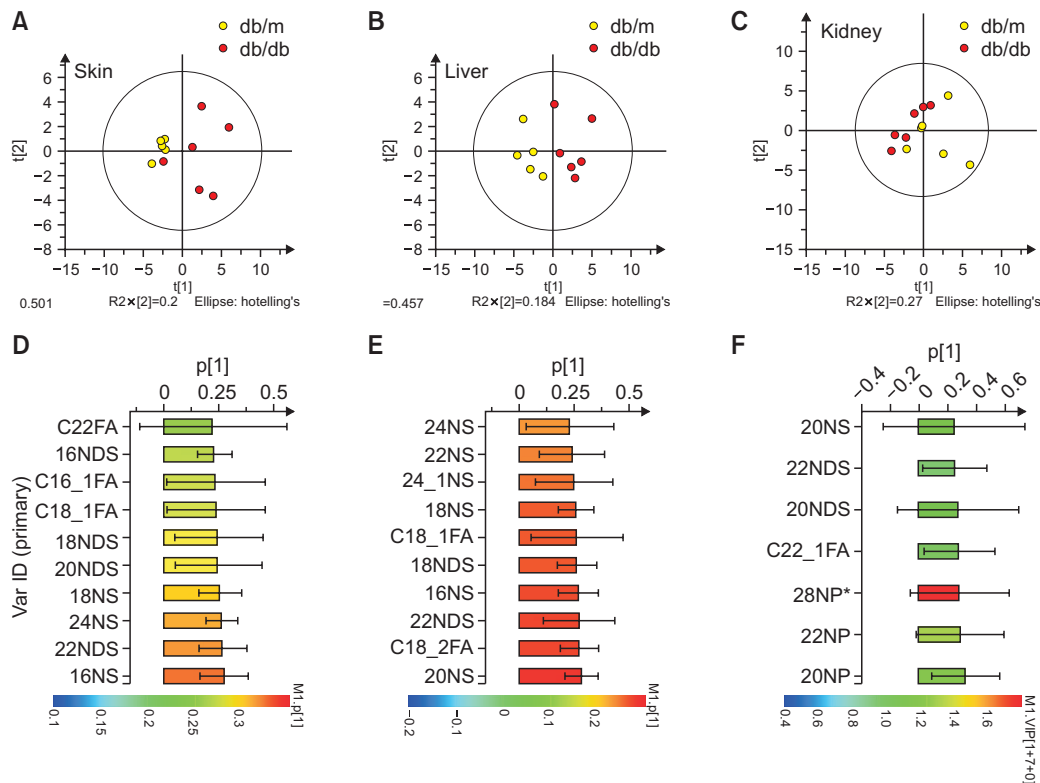 A
db/m
db/db
Skin
t[2]
6
4
2
0
−2
−4
−6
−8
−15 −10 −5 0 5 10
t[1]
0.501 R2×[2]=0.2 Ellipse: hotelling's
B
db/m
db/db
Liver
t[2]
6
4
2
0
−2
−4
−6
−8
−15 −10 −5 0 5 10
t[1]
=0.457 R2×[2]=0.184 Ellipse: hotelling's
C
db/m
db/db
Kidney
t[2]
10
5
0
−5
−10
−15
−15 −10 −5 0 5 10
t[1]
R2×[2]=0.27 Ellipse: hotelling's
D
p[1]
0 0.25 0.5
Var ID (primary)
C22FA
16NDS
C16_1FA
C18_1FA
18NDS
20NDS
18NS
24NS
22NDS
16NS
0.1 0.15 0.2 0.25 0.3
M1.p[1]
E
p[1]
0 0.25 0.5
24NS
22NS
24_1NS
18NS
C18_1FA
18NDS
16NS
22NDS
C18_2FA
20NS
-0.2 -0.1 0 0.1 0.2
M1.p[1]
F
p[1]
−0.4 −0.2 0 0.2 0.4 0.6
20NS
22NDS
20NDS
C22_1FA
28NP*
22NP
20NP
0.4 0.6 0.8 1.0 1.2 1.4 1.6
M1.VIP[1+7+0]